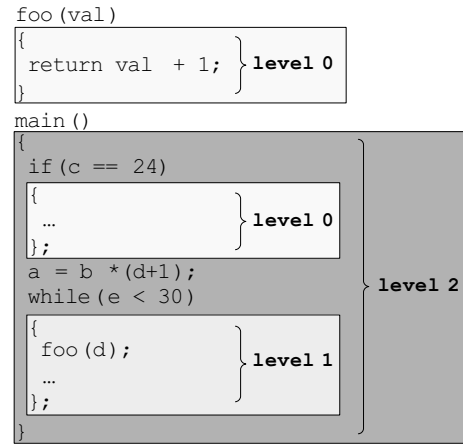 foo(val)
{
return val + 1;
level 0
}
main()
{
if(c == 24)
{
…
level 0
};
a = b *(d+1);
level 2
while(e < 30)
{
foo(d);
level 1
…
};
}